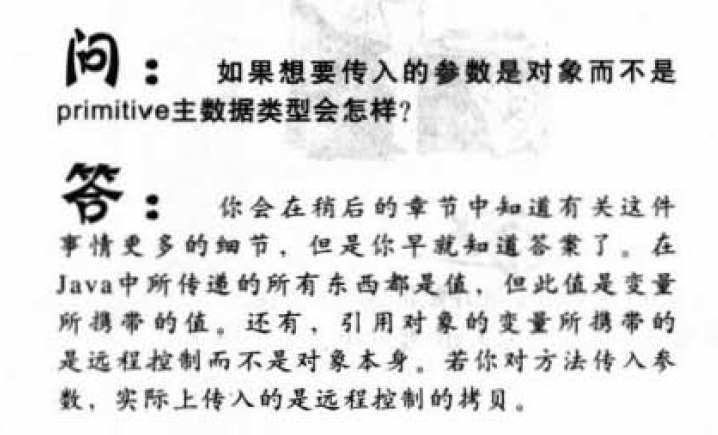 问： 如果想要传入的参数是对象而不是
primitive主数据类型会怎样？
答： 你会在稍后的章节中知道有关这件
事情更多的细节，但是你早就知道答案了。在
Java中所传递的所有东西都是值，但此值是变量
所携带的值。还有，引用对象的变量所携带的
是远程控制而不是对象本身。若你对方法传入参
数，实际上传入的是远程控制的拷贝。